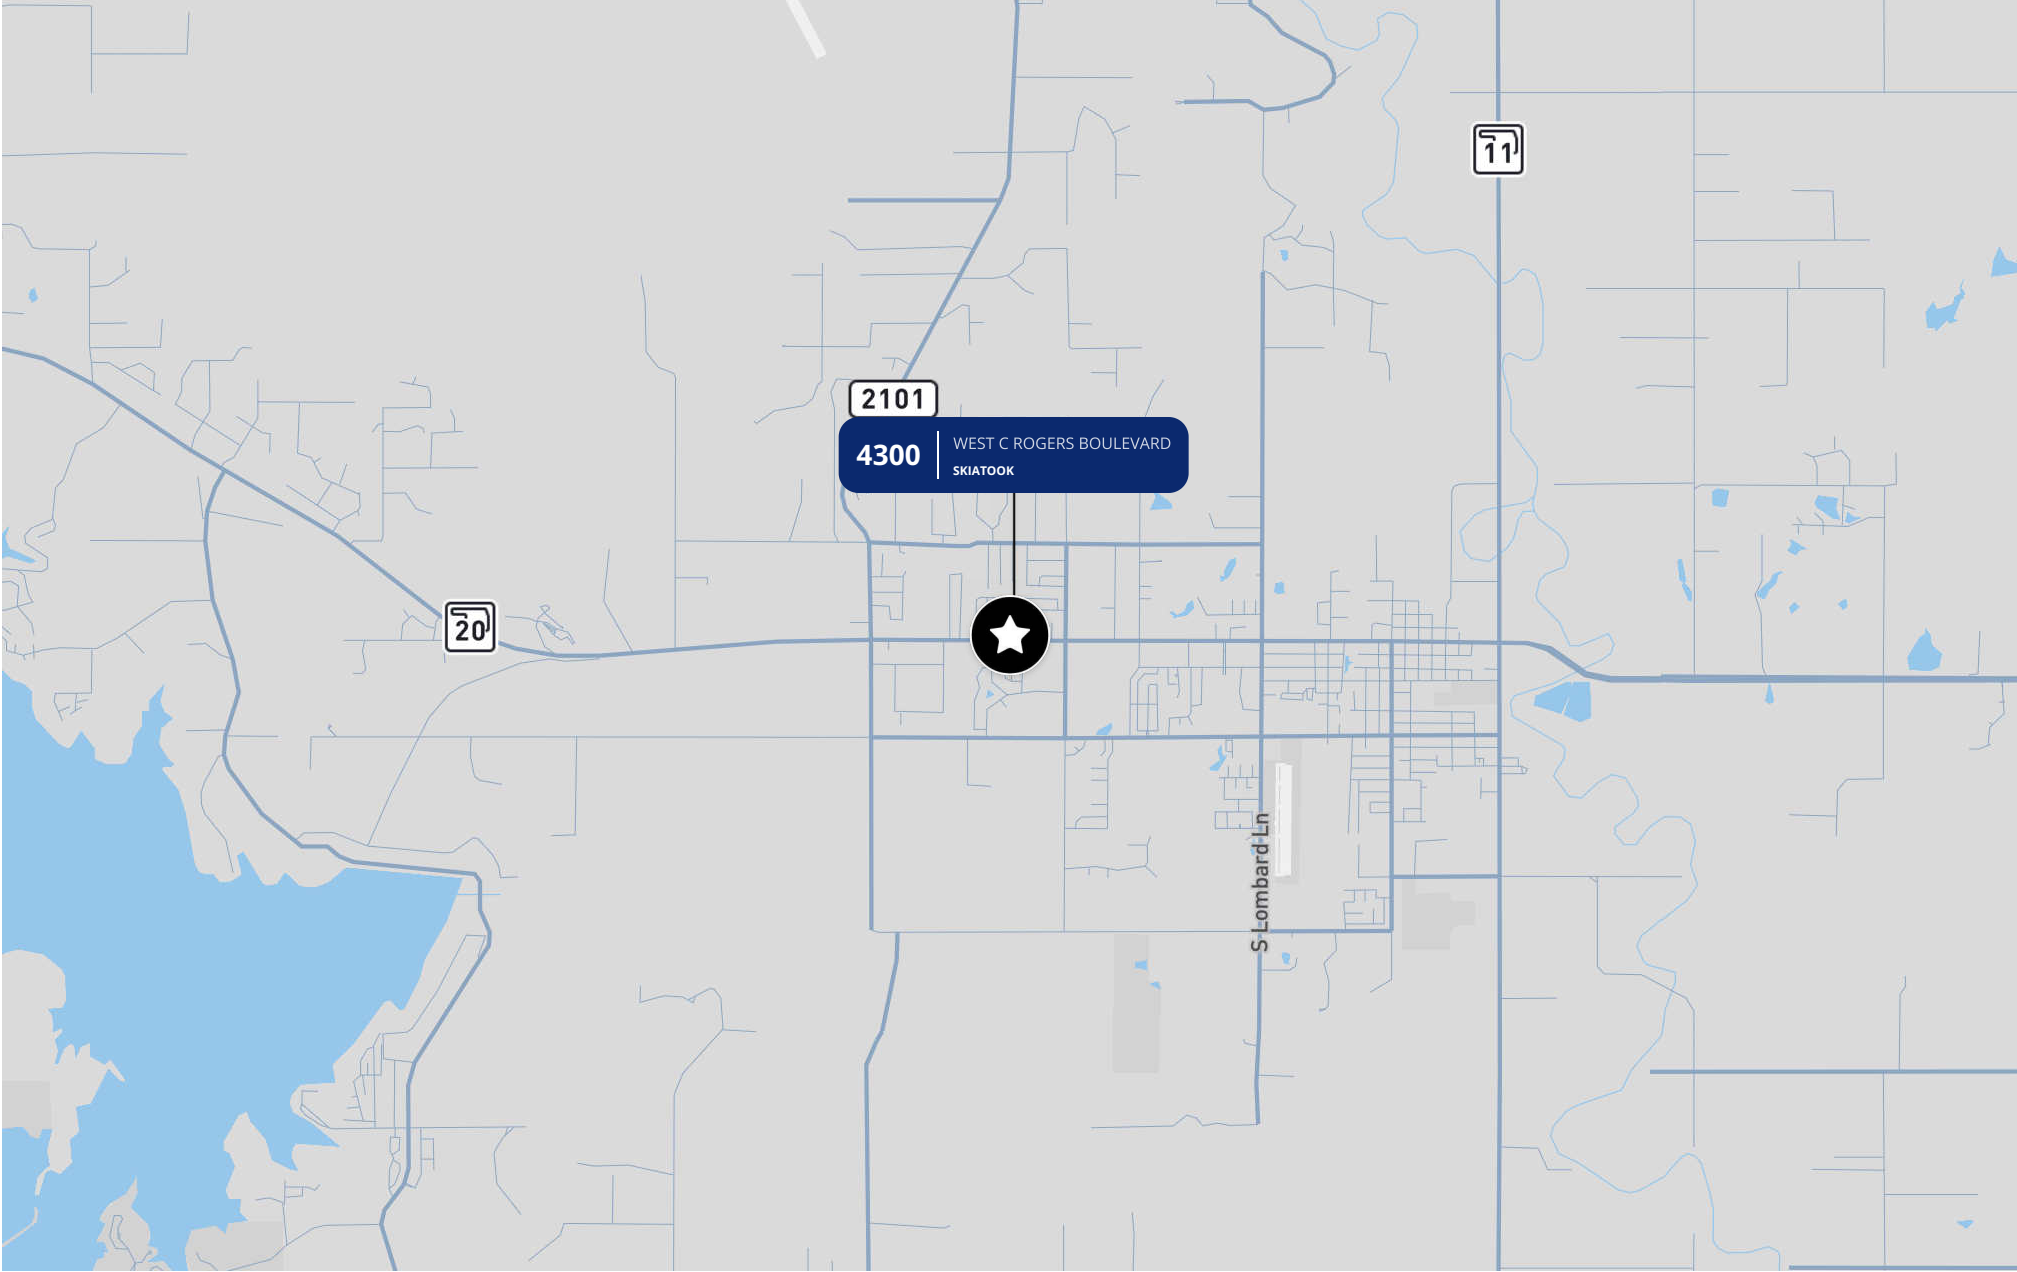 11
2101
4300
WEST C ROGERS BOULEVARD
SKIATOOK
20
S Lombard Ln